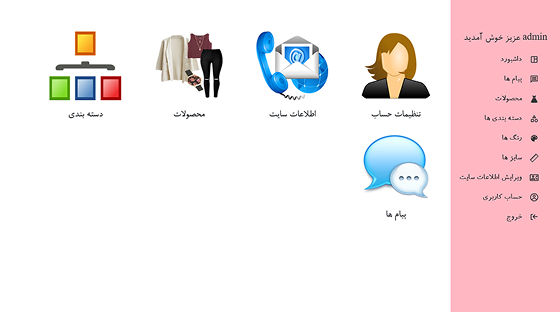 admin عزیز خوش آمدید
داشبورد
پیام ها
محصولات
دسته بندی ها
رنگ ها
سایز ها
ویرایش اطلاعات سایت
حساب کاربری
خروج
تنظیمات حساب
اطلاعات سایت
محصولات
دسته بندی
پیام ها